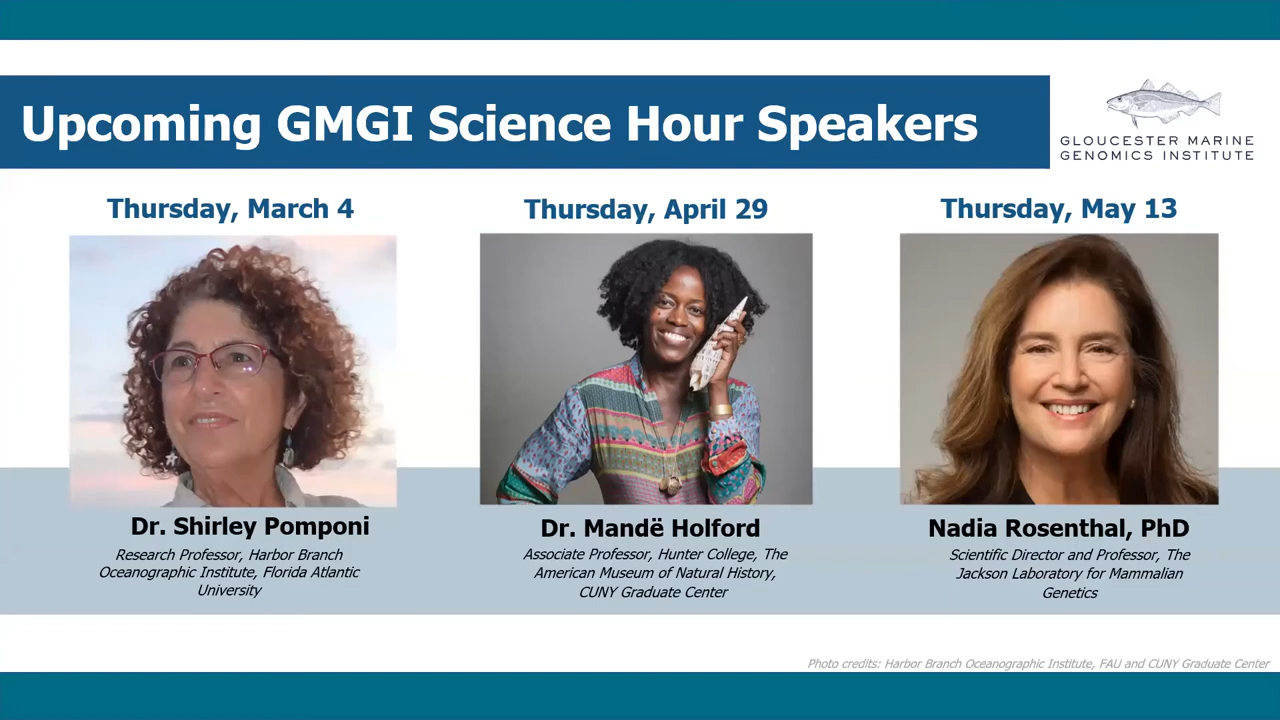 Upcoming GMGI Science Hour Speakers
GLOUCESTER MARINE
GENOMICS INSTITUTE
Thursday, March 4
Dr. Shirley Pomponi
Research Professor, Harbor Branch
Oceanographic Institute, Florida Atlantic
University
Thursday, April 29
Dr. Mandë Holford
Associate Professor, Hunter College, The
American Museum of Natural History,
CUNY Graduate Center
Thursday, May 13
Nadia Rosenthal, PhD
Scientific Director and Professor, The
Jackson Laboratory for Mammalian
Genetics
Photo credits: Harbor Branch Oceanographic Institute, FAU and CUNY Graduate Center